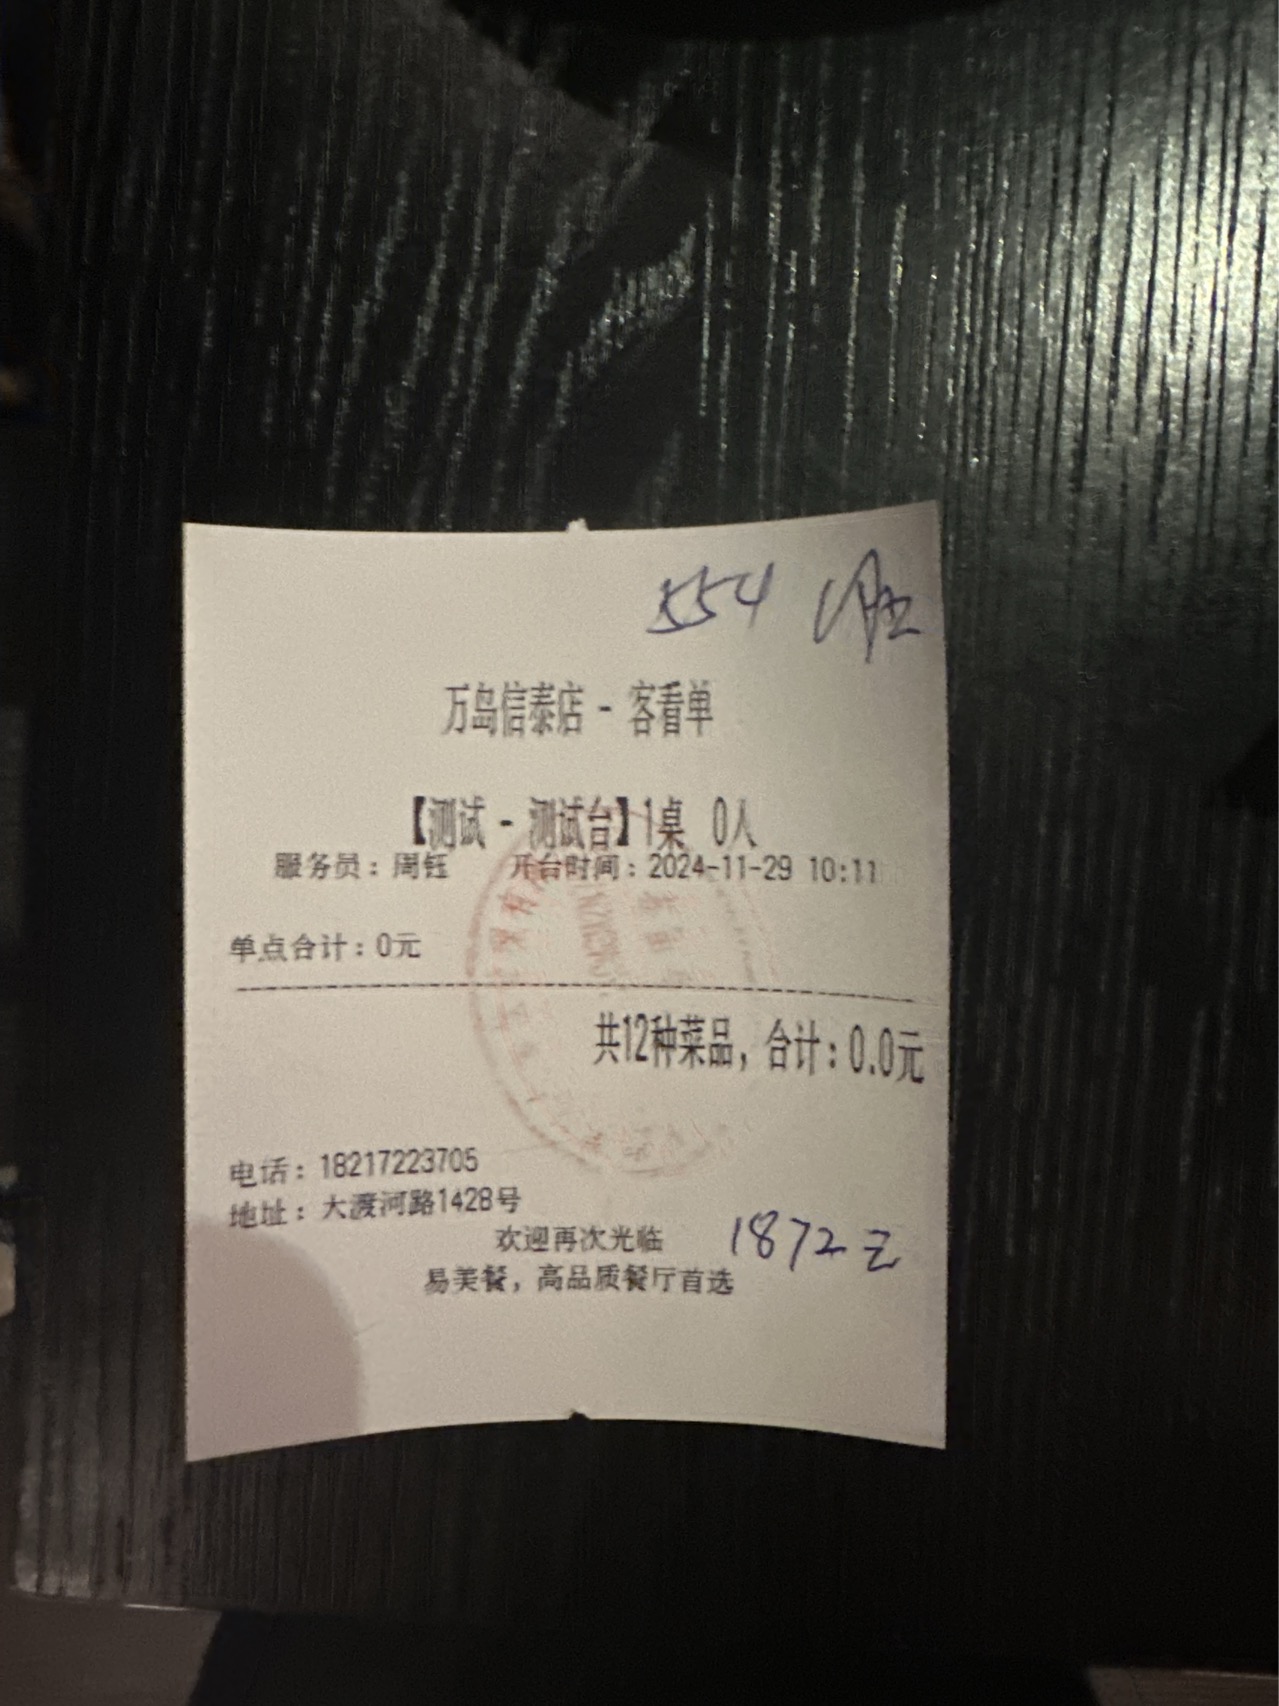 554
万岛信泰店 - 客看单
【测试 - 测试台】1桌 0人
服务员：周钰 开台时间：2024-11-29 10:11
单点合计：0元
共12种菜品，合计：0.0元
电话：18217223705
地址：大渡河路1428号
欢迎再次光临
1872元
易美餐，高品质餐厅首选